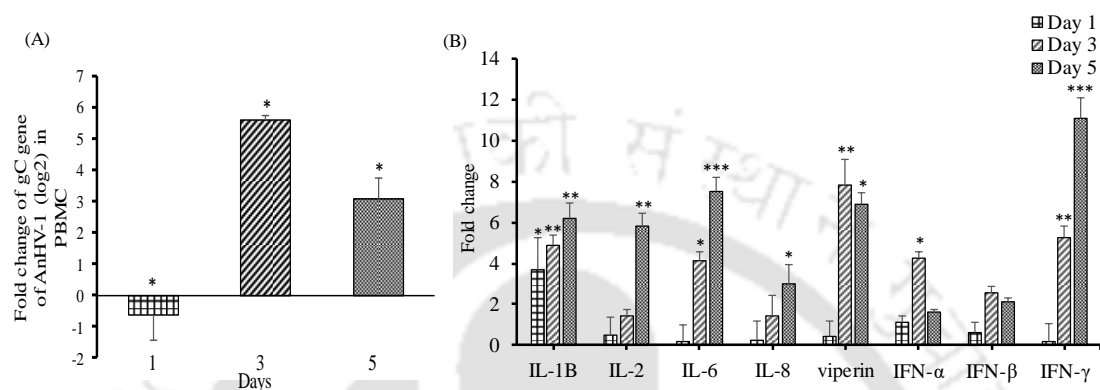 (A)
Fold change of gC gene
of AnHV-1 (log2) in
PBMC
7
6
5
4
3
2
1
0
-1
-2
*
*
*
1 3 5
Days
(B)
Day 1
Day 3
Day 5
Fold change
14
12
10
8
6
4
2
0
* ** **
**
* ***
*
** *
*
** ***
IL-1B IL-2 IL-6 IL-8 viperin IFN-α IFN-β IFN-γ